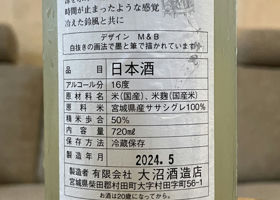 時間が止まったような感覚
冷えた鈴風と共に
デザイン M&B
白抜きの画法で墨と筆で描かれています
品目 日本酒
アルコール分 16度
原材料名 米(国産)、米麹(国産米)
原料米 宮城県産ササシグレ100%
精米歩合 50%
内容量 720mℓ
保存方法 冷蔵保存
製造年月 2024.5
製造者 有限会社 大沼酒造店
宮城県柴田郡村田町大字村田字町56-1
お酒は20歳になってから。